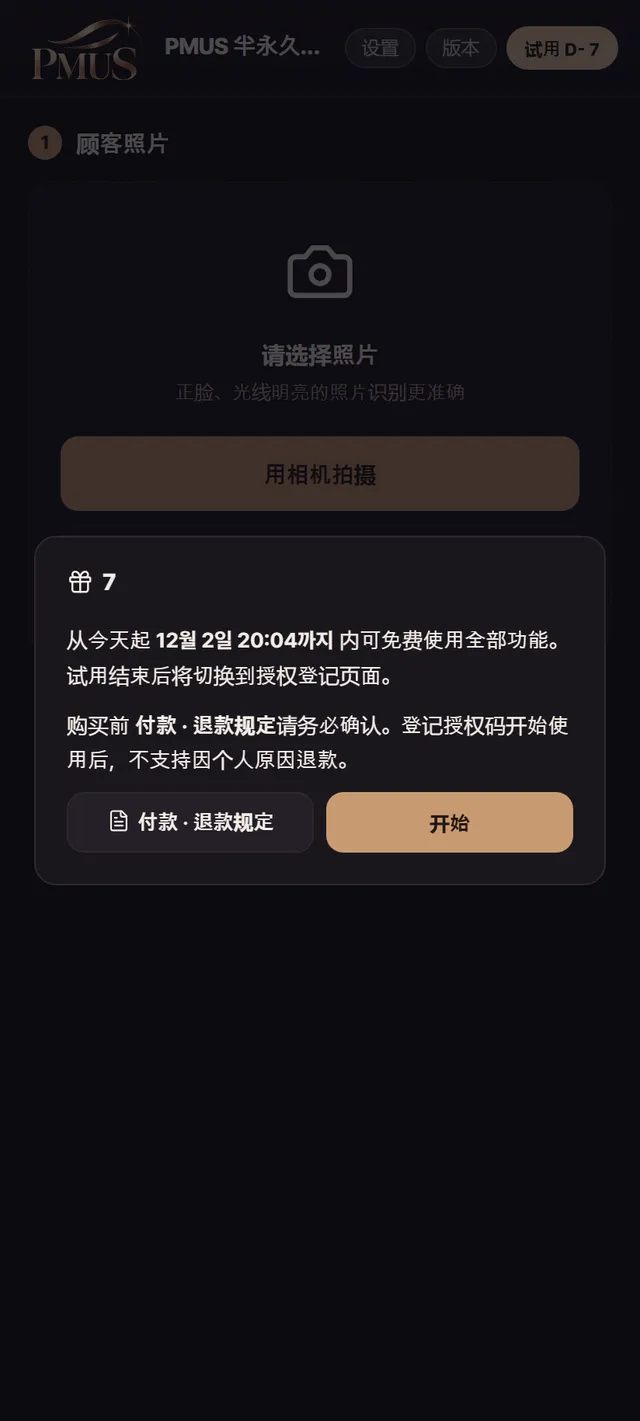 PMUS
PMUS 半永久...
设置
版本
试用 D- 7
1
顾客照片
请选择照片
正脸、光线明亮的照片识别更准确
用相机拍摄
7
从今天起 12월 2일 20:04까지 内可免费使用全部功能。
试用结束后将切换到授权登记页面。
购买前 付款 · 退款规定请务必确认。登记授权码开始使
用后，不支持因个人原因退款。
付款 · 退款规定
开始